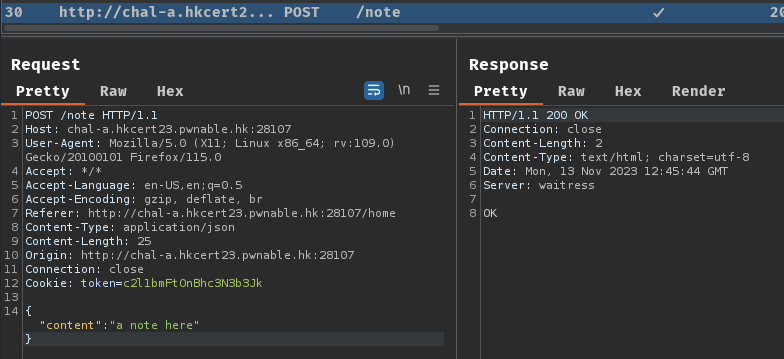 30 http://chal-a.hkcert2... POST /note 20
Request
Pretty Raw Hex \n
1 POST /note HTTP/1.1
2 Host: chal-a.hkcert23.pwnable.hk:28107
3 User-Agent: Mozilla/5.0 (X11; Linux x86_64; rv:109.0)
Gecko/20100101 Firefox/115.0
4 Accept: */*
5 Accept-Language: en-US,en;q=0.5
6 Accept-Encoding: gzip, deflate, br
7 Referer: http://chal-a.hkcert23.pwnable.hk:28107/home
8 Content-Type: application/json
9 Content-Length: 25
10 Origin: http://chal-a.hkcert23.pwnable.hk:28107
11 Connection: close
12 Cookie: token=c2l1bmFtOnBhc3N3b3Jk
13
14 {
"content":"a note here"
}
Response
Pretty Raw Hex Render
1 HTTP/1.1 200 OK
2 Connection: close
3 Content-Length: 2
4 Content-Type: text/html; charset=utf-8
5 Date: Mon, 13 Nov 2023 12:45:44 GMT
6 Server: waitress
7
8 OK